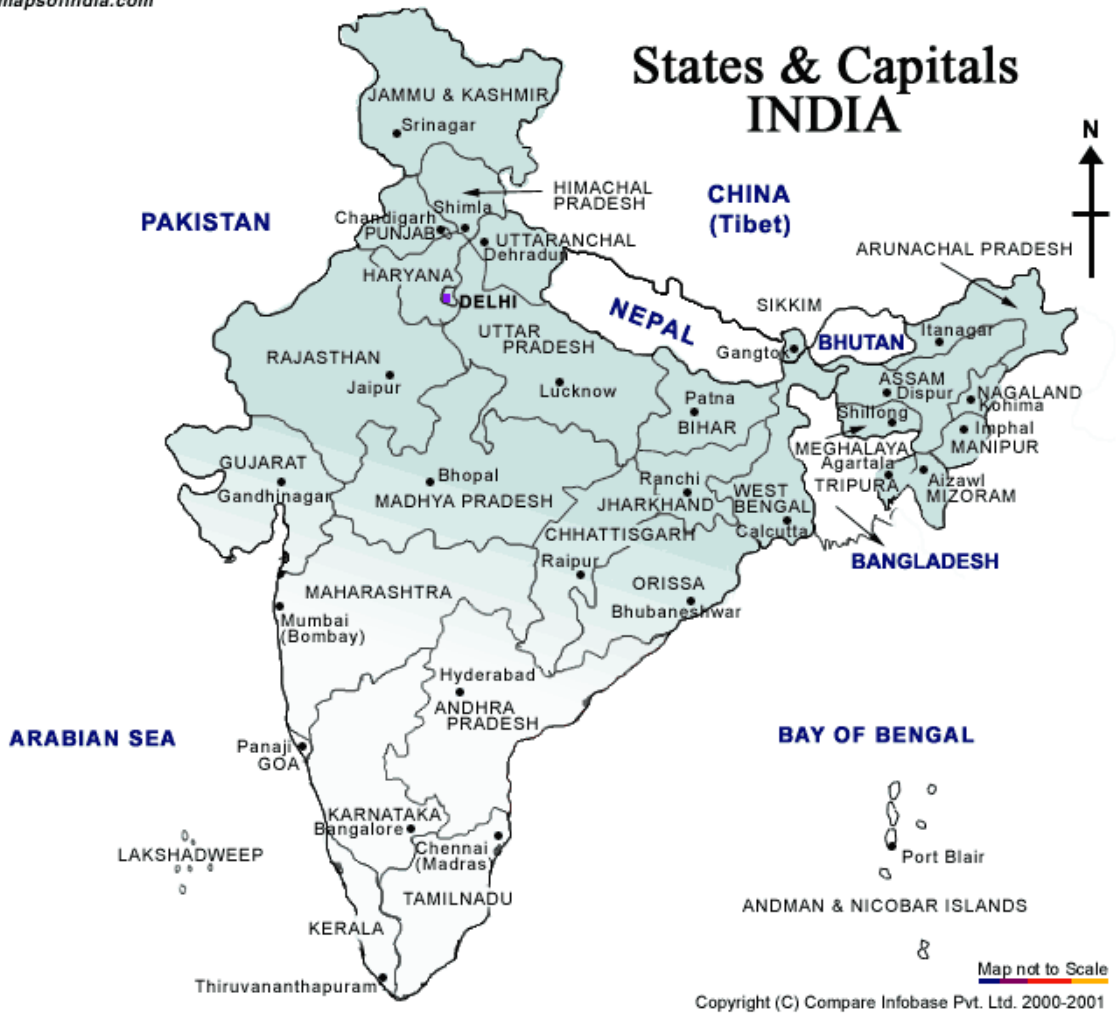 mapsofindia.com
States & Capitals
INDIA
N
JAMMU & KASHMIR
Srinagar
HIMACHAL
PRADESH
CHINA
(Tibet)
PAKISTAN
Shimla
Chandigarh
PUNJAB
UTTARANCHAL
Dehradun
ARUNACHAL PRADESH
HARYANA
DELHI
NEPAL
SIKKIM
UTTAR
PRADESH
BHUTAN
Itanagar
Gangtok
RAJASTHAN
Jaipur
Lucknow
Patna
BIHAR
ASSAM
Dispur
NAGALAND
Kohima
Shillong
Imphal
MANIPUR
MEGHALAYA
Agartala
TRIPURA
Aizawl
MIZORAM
GUJARAT
Gandhinagar
Bhopal
MADHYA PRADESH
Ranchi
JHARKHAND
WEST
BENGAL
Calcutta
CHHATTISGARH
Raipur
BANGLADESH
ORISSA
Bhubaneshwar
MAHARASHTRA
Mumbai
(Bombay)
Hyderabad
ANDHRA
PRADESH
ARABIAN SEA
BAY OF BENGAL
Panaji
GOA
KARNATAKA
Bangalore
Chennai
(Madras)
LAKSHADWEEP
Port Blair
TAMILNADU
ANDMAN & NICOBAR ISLANDS
KERALA
Thiruvananthapuram
Map not to Scale
Copyright (C) Compare Infobase Pvt. Ltd. 2000-2001